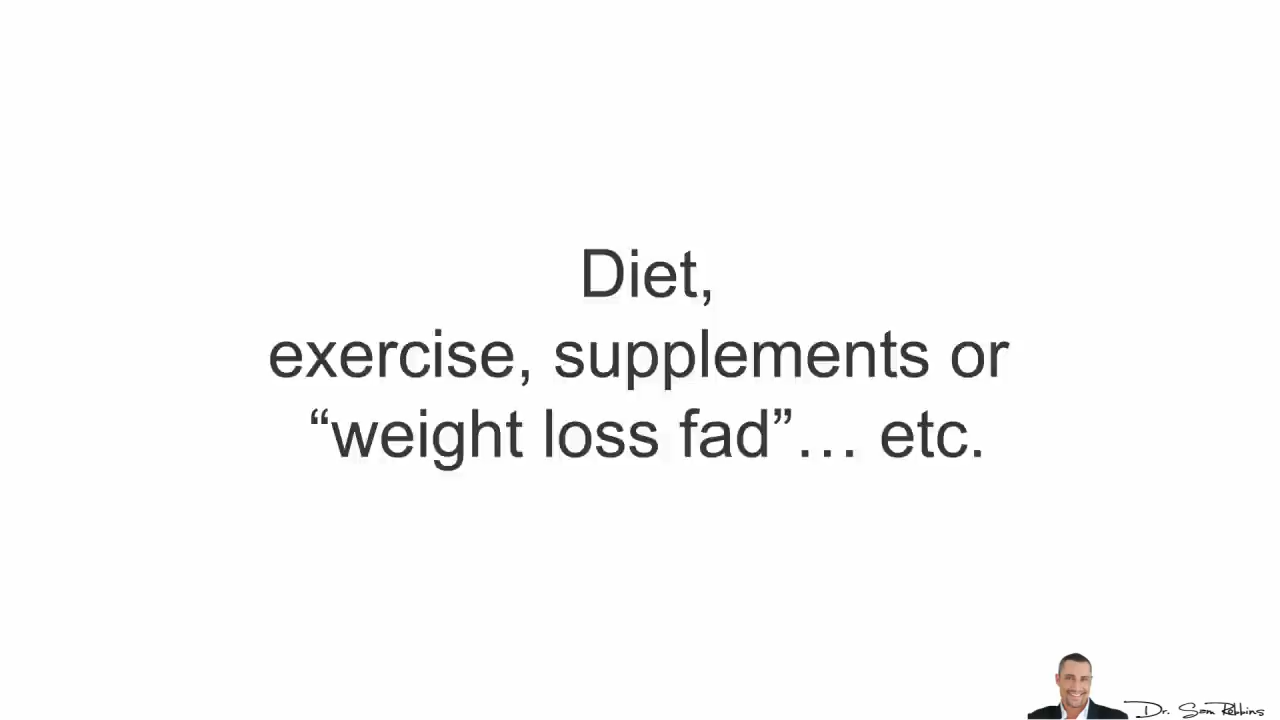 Diet,
exercise, supplements or
“weight loss fad”… etc.
Dr. Sam Robbins